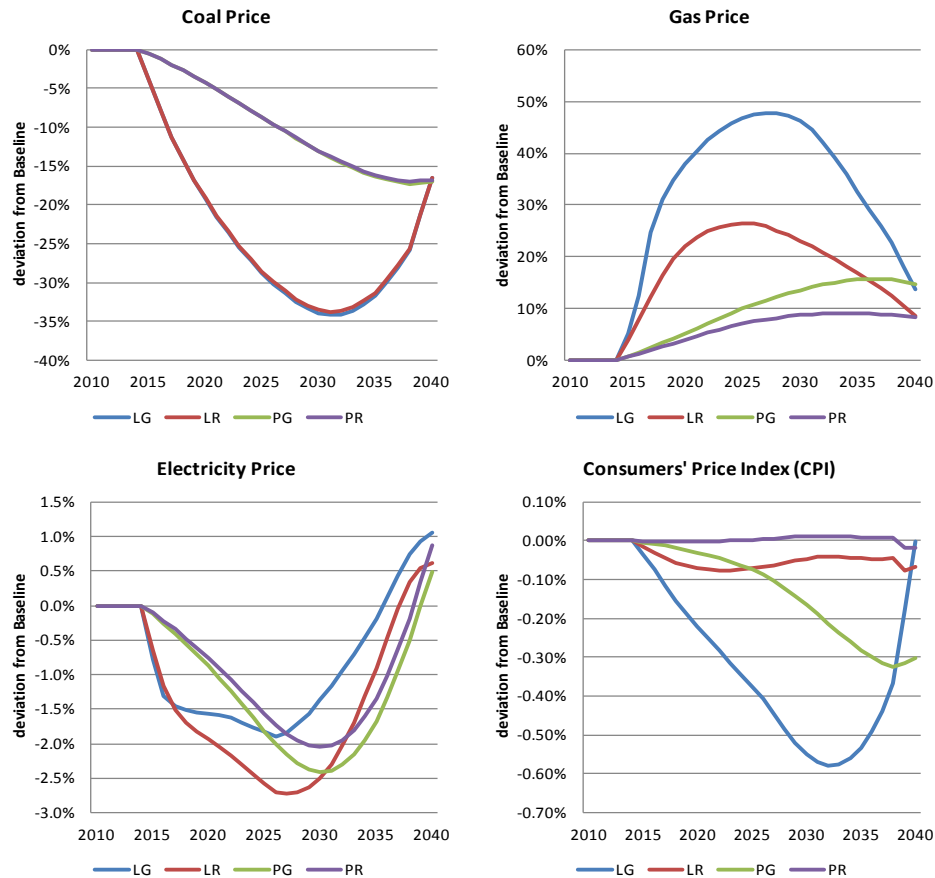 Coal Price
deviation from Baseline
0%
-5%
-10%
-15%
-20%
-25%
-30%
-35%
-40%
2010 2015 2020 2025 2030 2035 2040
LG LR PG PR
Gas Price
deviation from Baseline
60%
50%
40%
30%
20%
10%
0%
2010 2015 2020 2025 2030 2035 2040
LG LR PG PR
Electricity Price
deviation from Baseline
1.5%
1.0%
0.5%
0.0%
-0.5%
-1.0%
-1.5%
-2.0%
-2.5%
-3.0%
2010 2015 2020 2025 2030 2035 2040
LG LR PG PR
Consumers' Price Index (CPI)
deviation from Baseline
0.10%
0.00%
-0.10%
-0.20%
-0.30%
-0.40%
-0.50%
-0.60%
-0.70%
2010 2015 2020 2025 2030 2035 2040
LG LR PG PR